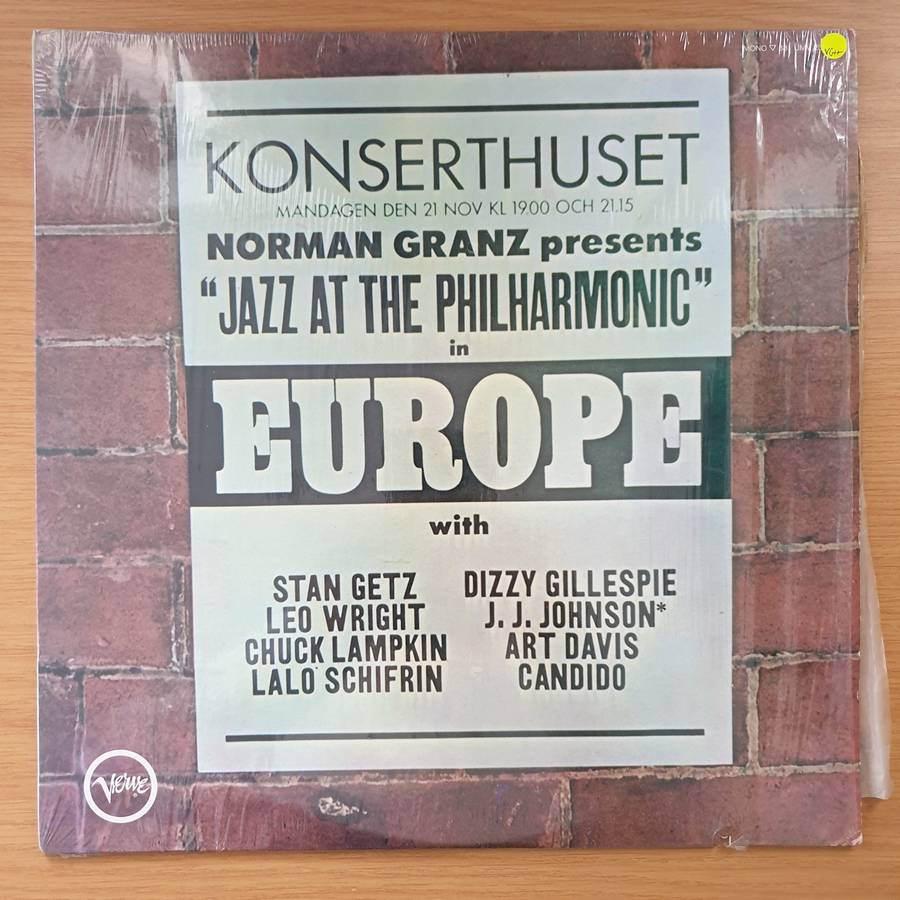 MONO
VG++
KONSERTHUSET
MANDAGEN DEN 21 NOV KL 19.00 OCH 21.15
NORMAN GRANZ presents
"JAZZ AT THE PHILHARMONIC"
in
EUROPE
with
STAN GETZ DIZZY GILLESPIE
LEO WRIGHT J. J. JOHNSON*
CHUCK LAMPKIN ART DAVIS
LALO SCHIFRIN CANDIDO
Verve